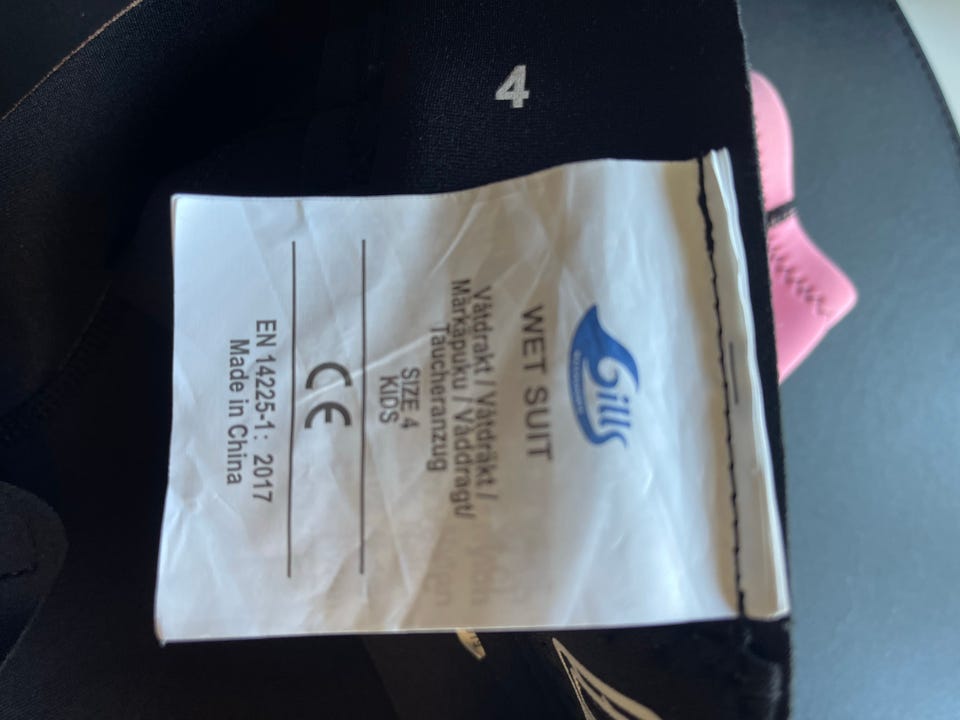 4
Gills
WET SUIT
Våtdrakt / Våtdräkt /
Märkäpuku / Våddragt/
Taucheranzug
SIZE 4
KIDS
CE
EN 14225-1: 2017
Made in China